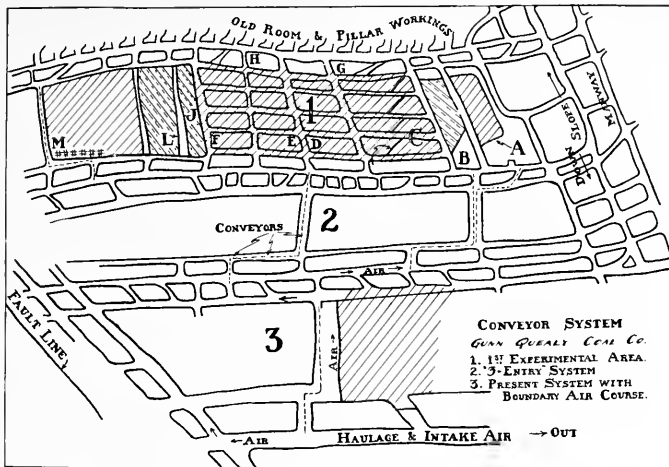 OLD ROOM & PILLAR WORKINGS
H
G
MANWAY
SLOPE
DOWN
1
J
L
M
F
E
D
C
B
A
2
CONVEYORS
AIR
FAULT LINE
3
AIR
CONVEYOR SYSTEM
GUNN QUEALY COAL CO.
1. 1ST EXPERIMENTAL AREA.
2. "3-ENTRY" SYSTEM
3. PRESENT SYSTEM WITH
BOUNDARY AIR COURSE.
AIR
HAULAGE & INTAKE AIR → OUT